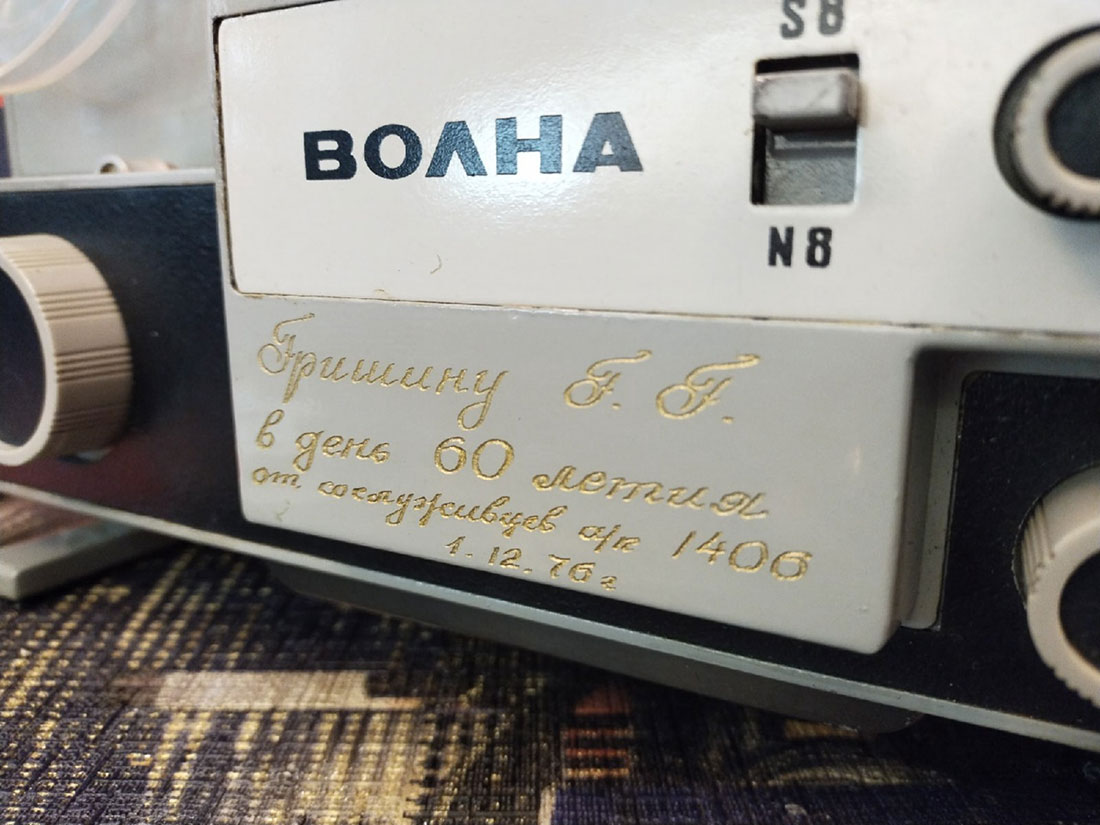 S8
ВОЛНА
N8
Гришину Г. Г.
в день 60 летия
от сослуживцев а/к 1406
1. 12. 76 г